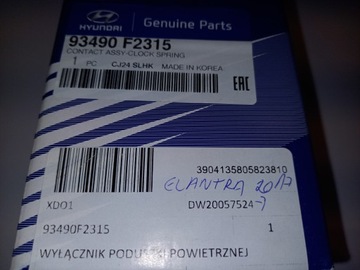 HYUNDAI
Genuine Parts
93490 F2315
CONTACT ASSY-CLOCK SPRING
1 PC CJ24 SLHK MADE IN KOREA
EAC
3904135805823810
ELANTRA 2017
XDO1
DW20057524
93490F2315
1
WYŁĄCZNIK PODUSZKI POWIETRZNEJ